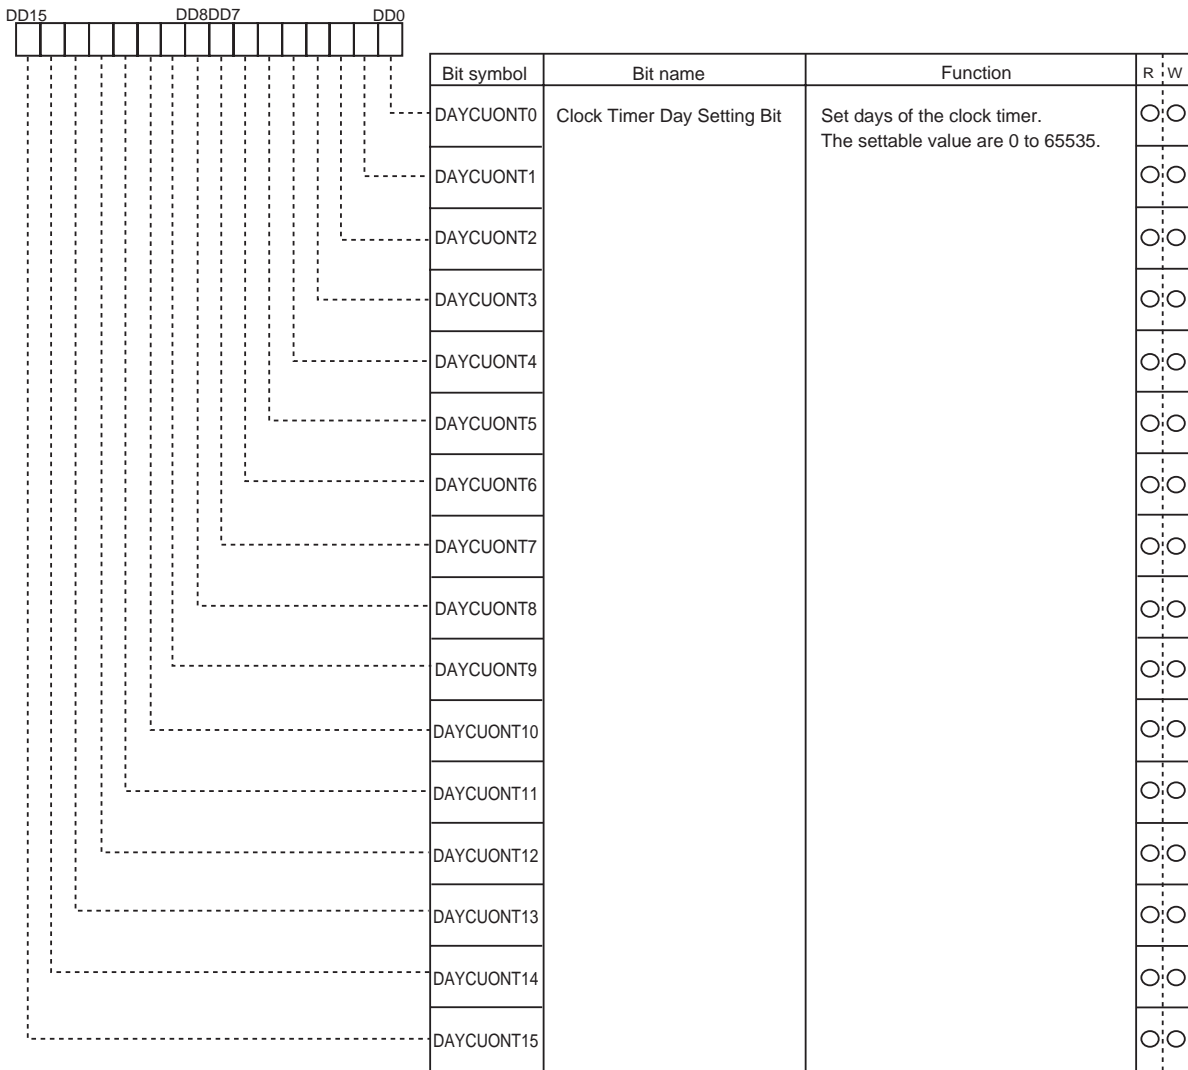 DD15 DD8DD7 DD0
Bit symbol Bit name Function R W
DAYCUONT0 Clock Timer Day Setting Bit Set days of the clock timer.
The settable value are 0 to 65535.
DAYCUONT1
DAYCUONT2
DAYCUONT3
DAYCUONT4
DAYCUONT5
DAYCUONT6
DAYCUONT7
DAYCUONT8
DAYCUONT9
DAYCUONT10
DAYCUONT11
DAYCUONT12
DAYCUONT13
DAYCUONT14
DAYCUONT15